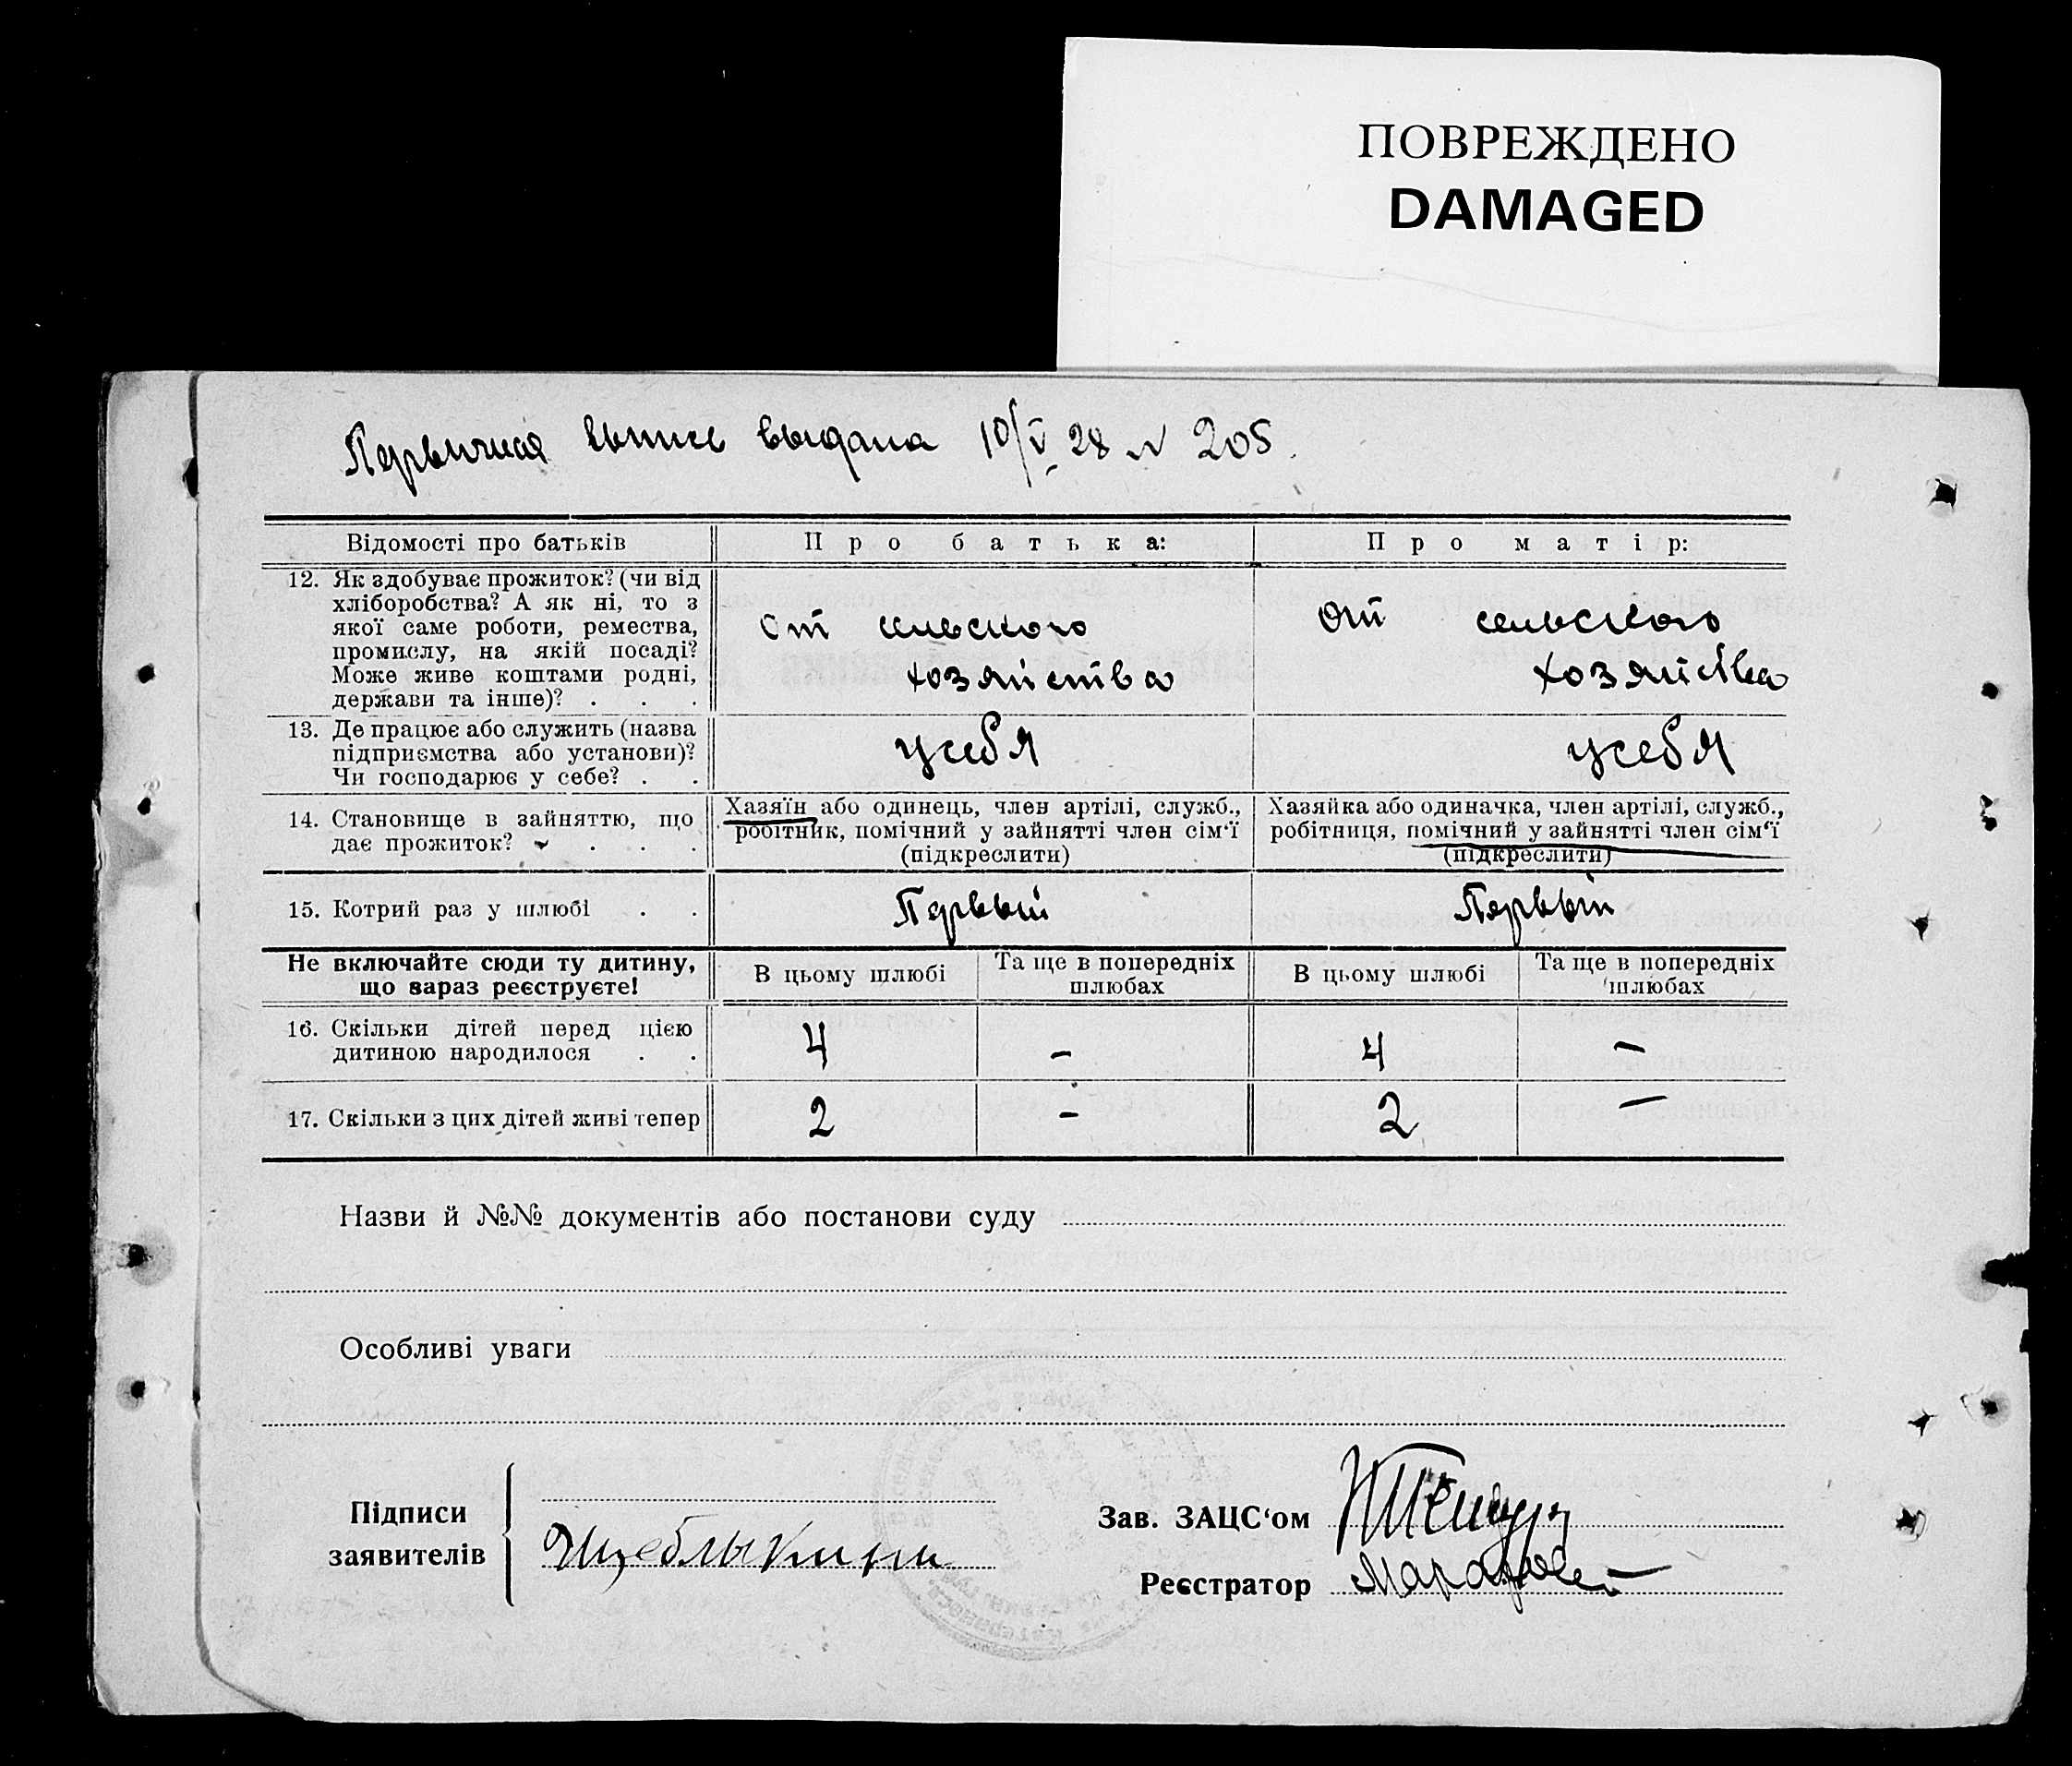 ПОВРЕЖДЕНО
DAMAGED
Первичная выпись выдана 10/V 28 N 205.
Відомості про батьків
Про батька:
Про матір:
12. Як здобуває прожиток? (чи від
хліборобства? А як ні, то з
якої саме роботи, ремества,
промислу, на якій посаді?
Може живе коштами родні,
держави та інше)? . . .
От сельского
хозяйства
От сельского
хозяйства
13. Де працює або служить (назва
підприємства або установи)?
Чи господарює у себе? . .
усебя
усебя
14. Становище в зайняттю, що
дає прожиток? . . .
Хазяїн або одинець, член артілі, служб.,
робітник, помічний у зайнятті член сім‘ї
(підкреслити)
Хазяйка або одиначка, член артілі, служб.,
робітниця, помічний у зайнятті член сім‘ї
(підкреслити)
15. Котрий раз у шлюбі . .
Первый
Первый
Не включайте сюди ту дитину,
що зараз реєструєте!
В цьому шлюбі
Та ще в попередніх
шлюбах
В цьому шлюбі
Та ще в попередніх
шлюбах
16. Скільки дітей перед цією
дитиною народилося . .
4
–
4
–
17. Скільки з цих дітей живі тепер
2
-
2
–
Назви й №№ документів або постанови суду
Особливі уваги
Підписи
заявителів
Щеблыкини
Зав. ЗАЦС‘ом
Реєстратор